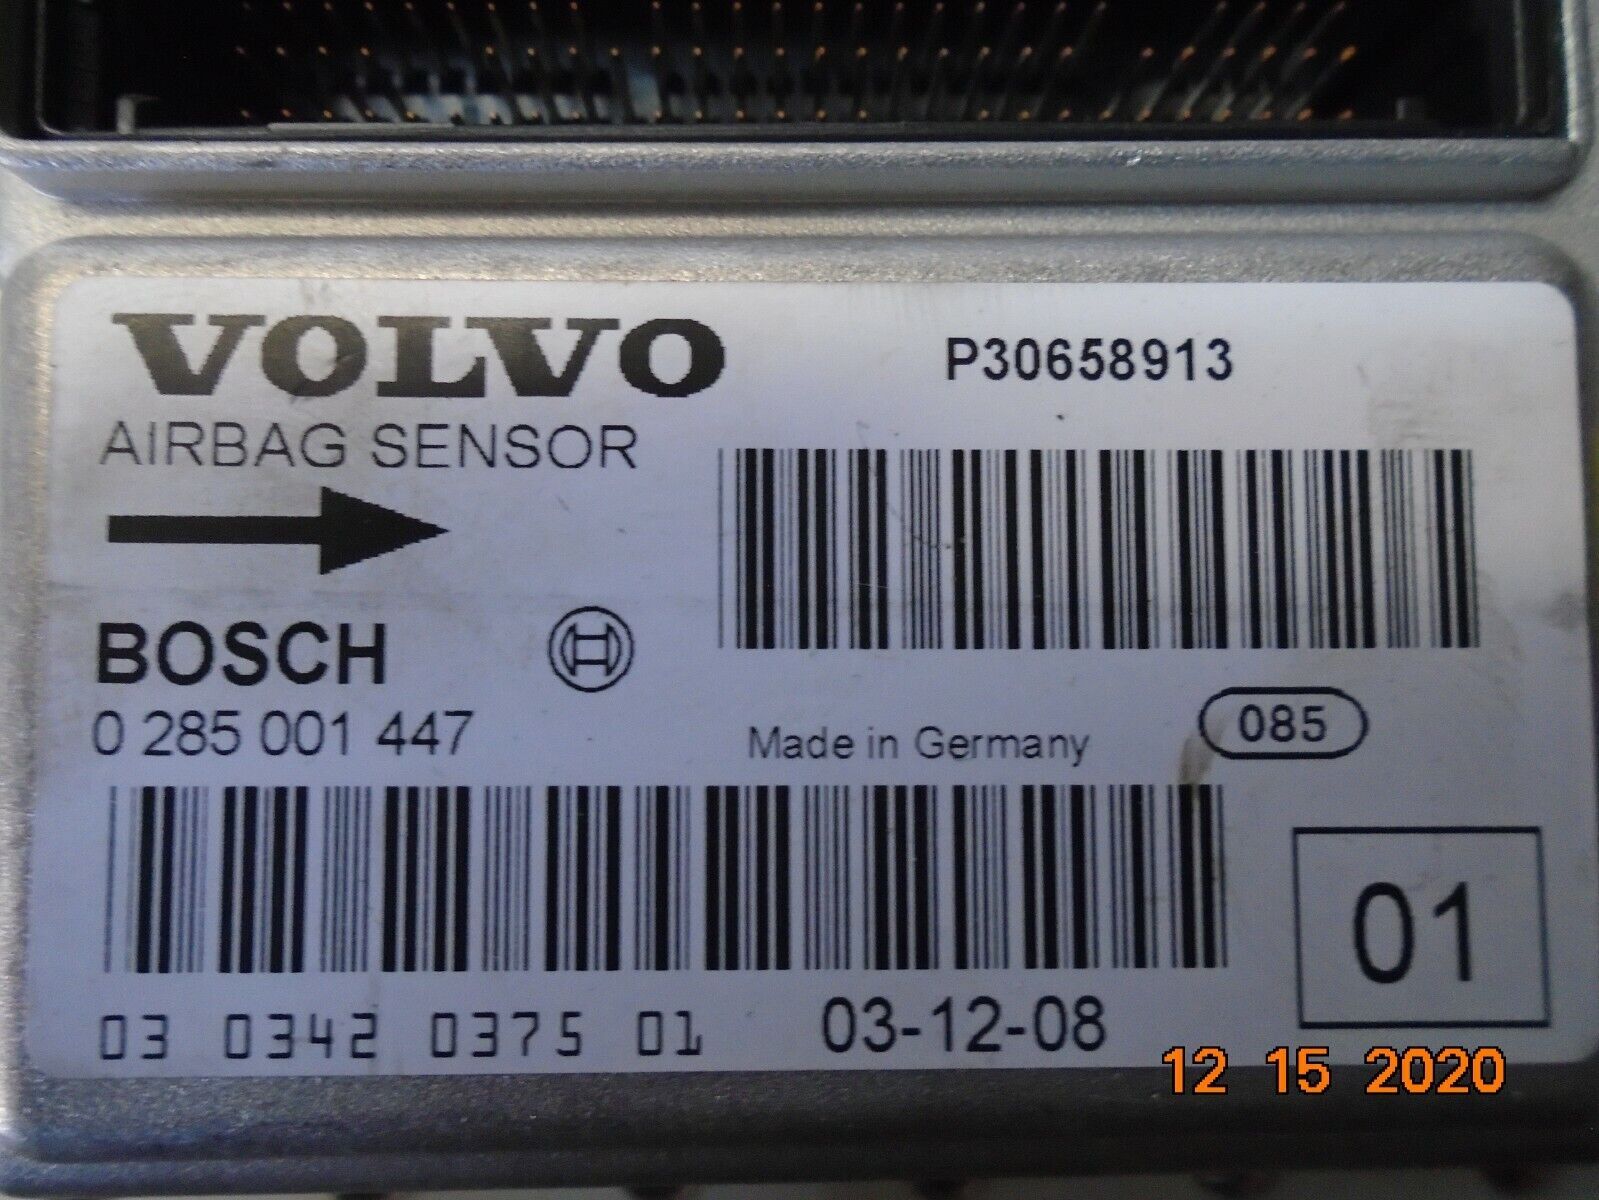 VOLVO
P30658913
AIRBAG SENSOR
BOSCH
0 285 001 447
Made in Germany
085
01
03 0342 0375 01
03-12-08
12 15 2020